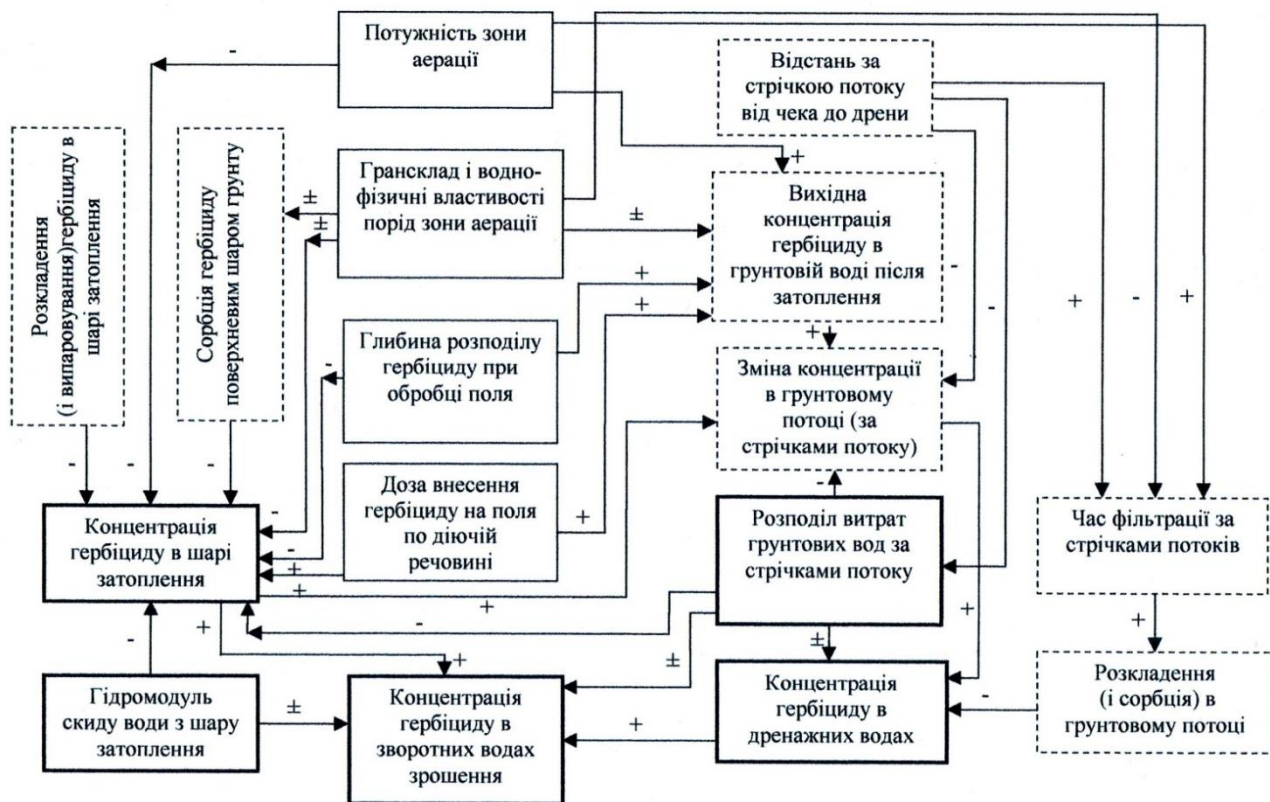 Потужність зони
аерації
Відстань за
стрічкою потоку
від чека до дрени
Розкладення
(і випаровування)гербіциду в
шарі затоплення
Сорбція гербіциду
поверхневим шаром грунту
Грансклад і водно-
фізичні властивості
порід зони аерації
Вихідна
концентрація
гербіциду в
грунтовій воді після
затоплення
Глибина розподілу
гербіциду при
обробці поля
Зміна концентрації
в грунтовому
потоці (за
стрічками потоку)
Доза внесення
гербіциду на поля
по діючій
речовині
Концентрація
гербіциду в шарі
затоплення
Розподіл витрат
грунтових вод за
стрічками потоку
Час фільтрації за
стрічками потоків
Гідромодуль
скиду води з шару
затоплення
Концентрація
гербіциду в
зворотних водах
зрошення
Концентрація
гербіциду в
дренажних водах
Розкладення
(і сорбція) в
грунтовому потоці
-
+
±
±
±
-
-
+
-
+
+
+
-
+
-
-
-
-
-
+
-
-
+
+
+
+
-
+
±
±
+
+
-
±
+
-